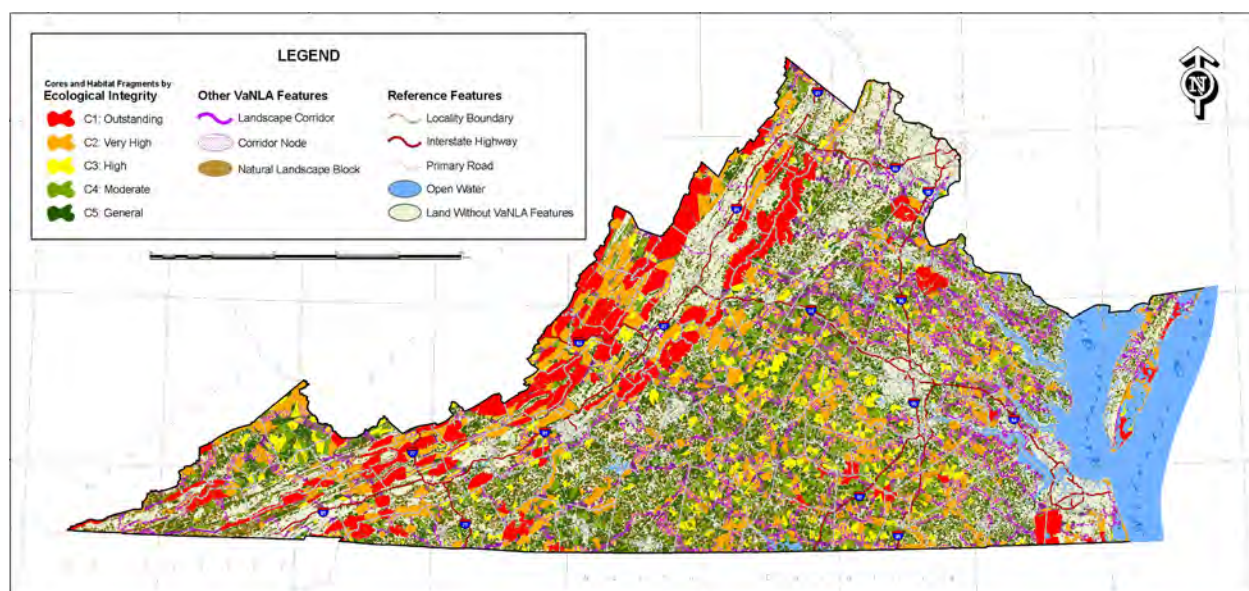 LEGEND
Cores and Habitat Fragments by
Ecological Integrity
C1: Outstanding
C2: Very High
C3: High
C4: Moderate
C5: General
Other VaNLA Features
Landscape Corridor
Corridor Node
Natural Landscape Block
Reference Features
Locality Boundary
Interstate Highway
Primary Road
Open Water
Land Without VaNLA Features
N